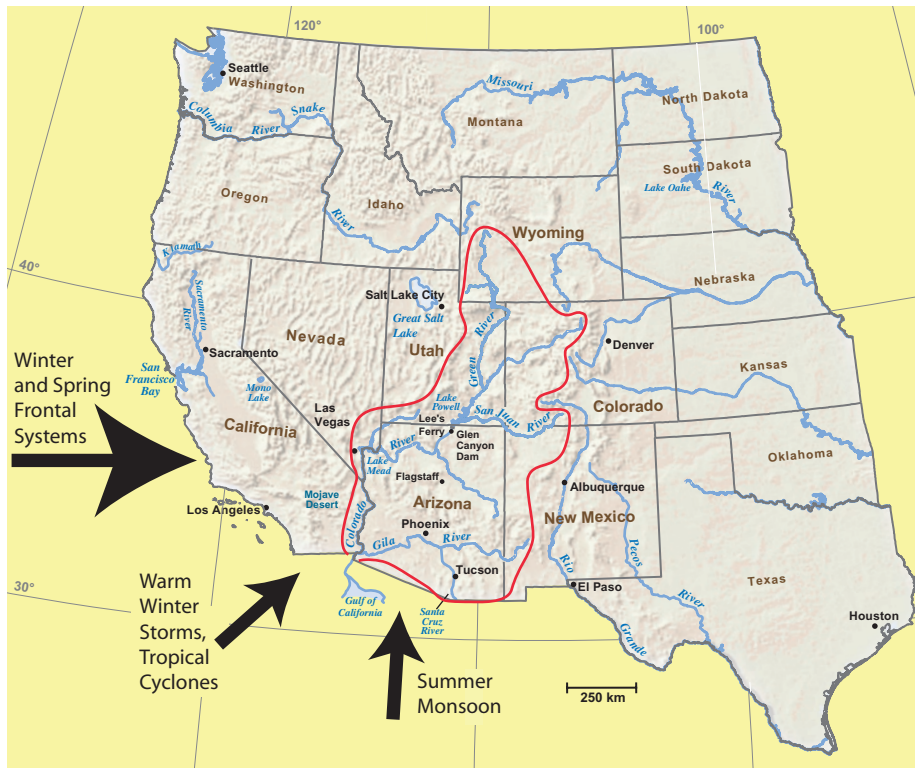 120°
100°
Seattle
Washington
Columbia
River
Snake
Missouri
Montana
North Dakota
South Dakota
Lake Oahe
River
Oregon
Idaho
River
Wyoming
Klamath
40°
Nebraska
Sacramento
River
Salt Lake City
Great Salt
Lake
Nevada
Utah
Green
River
Denver
Sacramento
San
Francisco
Bay
Mono
Lake
California
Winter
and Spring
Frontal
Systems
Las
Vegas
Lake
Powell
Lee's
Ferry
San Juan
River
Glen
Canyon
Dam
Colorado
Kansas
River
Lake
Mead
Flagstaff
Arizona
Albuquerque
New Mexico
Oklahoma
Mojave
Desert
Los Angeles
Colorado
Phoenix
Gila
River
Tucson
Rio
Pecos
River
Grande
El Paso
Texas
Houston
30°
Gulf of
California
Santa
Cruz
River
Warm
Winter
Storms,
Tropical
Cyclones
Summer
Monsoon
250 km